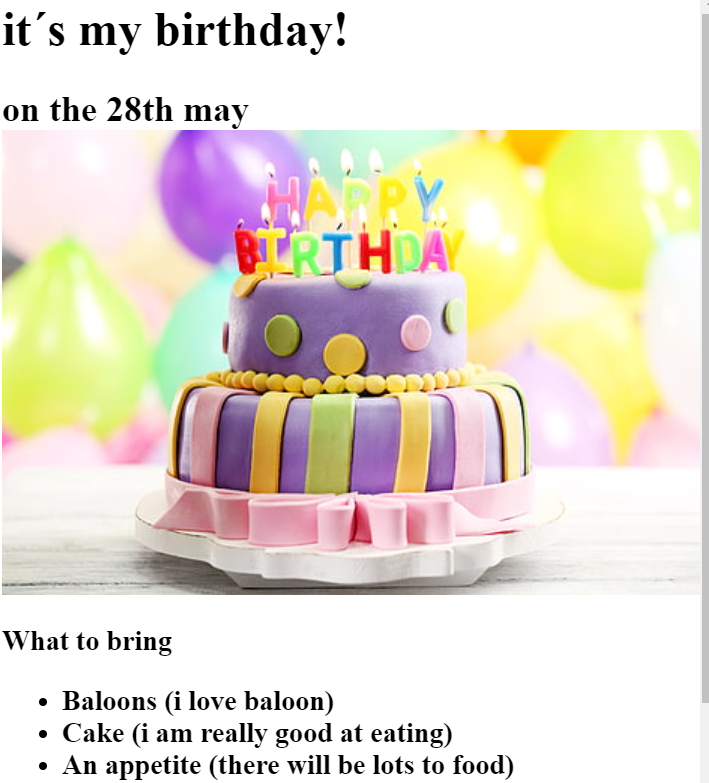 it´s my birthday!
on the 28th may
HAPPY
BIRTHDAY
What to bring
Baloons (i love baloon)
Cake (i am really good at eating)
An appetite (there will be lots to food)